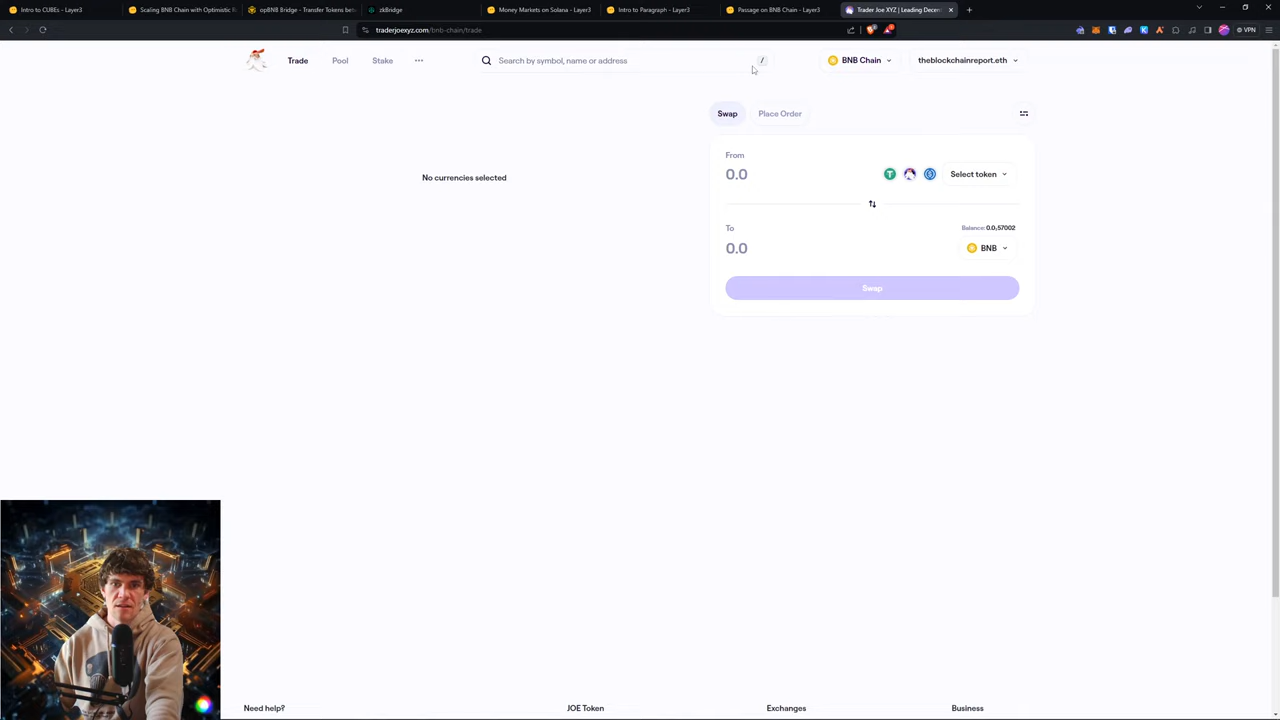 Intro to CUBEs - Layer3
Scaling BNB Chain with Optimistic R
opBNB Bridge - Transfer Tokens betw
zkBridge
Money Markets on Solana - Layer3
Intro to Paragraph - Layer3
Passage on BNB Chain - Layer3
Trader Joe XYZ | Leading Decen
traderjoexyz.com/bnb-chain/trade
VPN
Trade
Pool
Stake
Search by symbol, name or address
/
BNB Chain
theblockchainreport.eth
Swap
Place Order
From
0.0
Select token
No currencies selected
To
Balance: 0.0₅57002
0.0
BNB
Swap
Need help?
JOE Token
Exchanges
Business